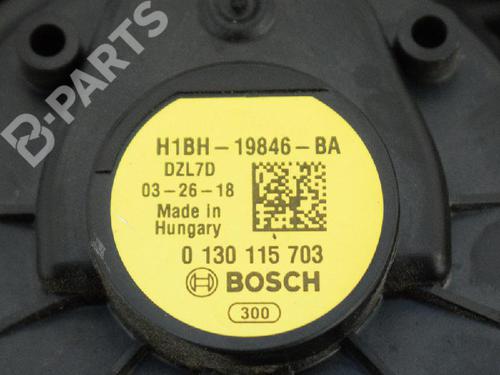 B-PARTS
H1BH-19846-BA
DZL7D
03-26-18
Made in
Hungary
0 130 115 703
BOSCH
300